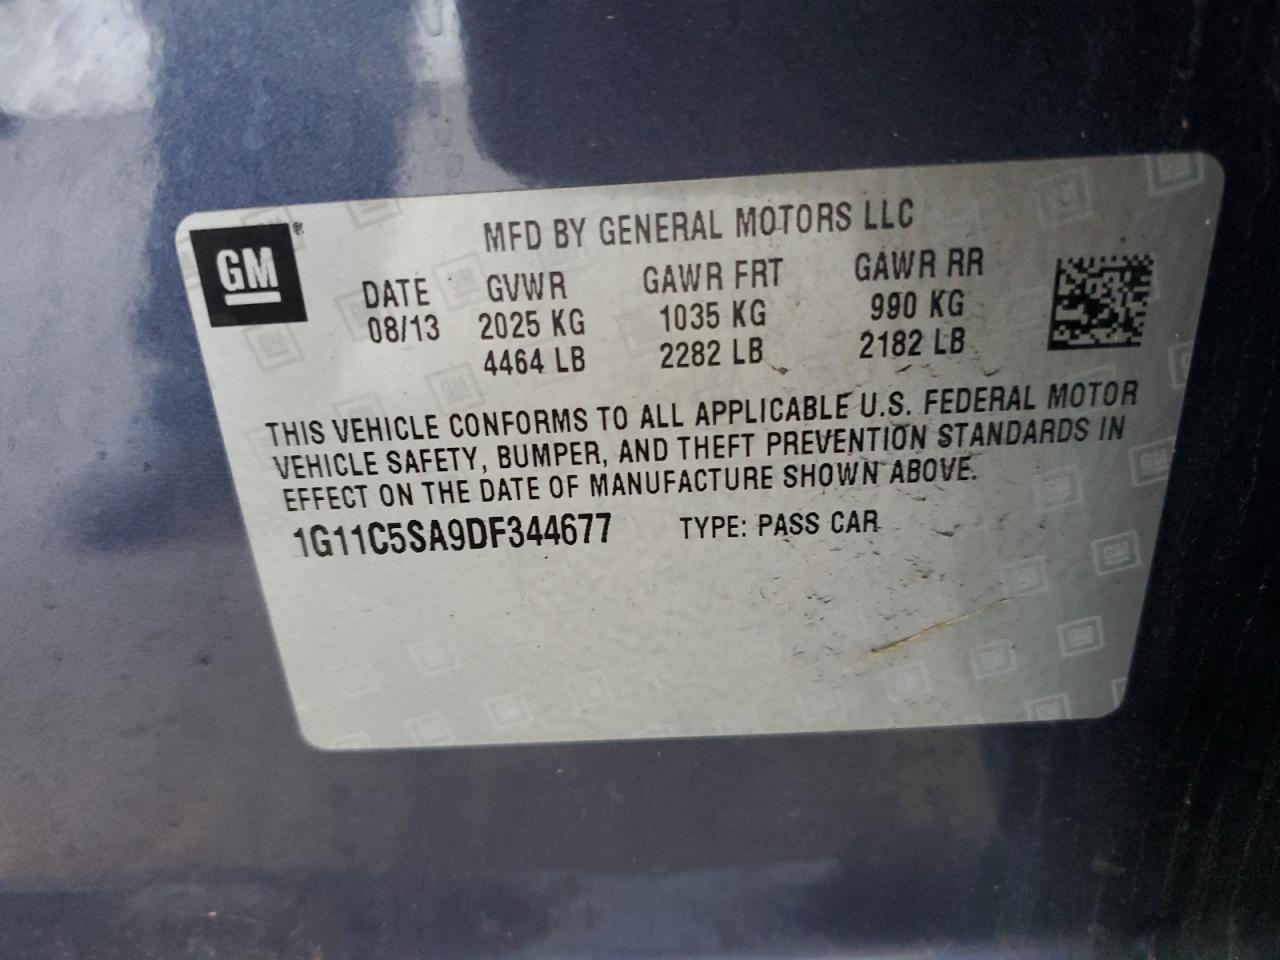 GM
MFD BY GENERAL MOTORS LLC
DATE GVWR GAWR FRT GAWR RR
08/13 2025 KG 1035 KG 990 KG
4464 LB 2282 LB 2182 LB
THIS VEHICLE CONFORMS TO ALL APPLICABLE U.S. FEDERAL MOTOR
VEHICLE SAFETY, BUMPER, AND THEFT PREVENTION STANDARDS IN
EFFECT ON THE DATE OF MANUFACTURE SHOWN ABOVE.
1G11C5SA9DF344677 TYPE: PASS CAR